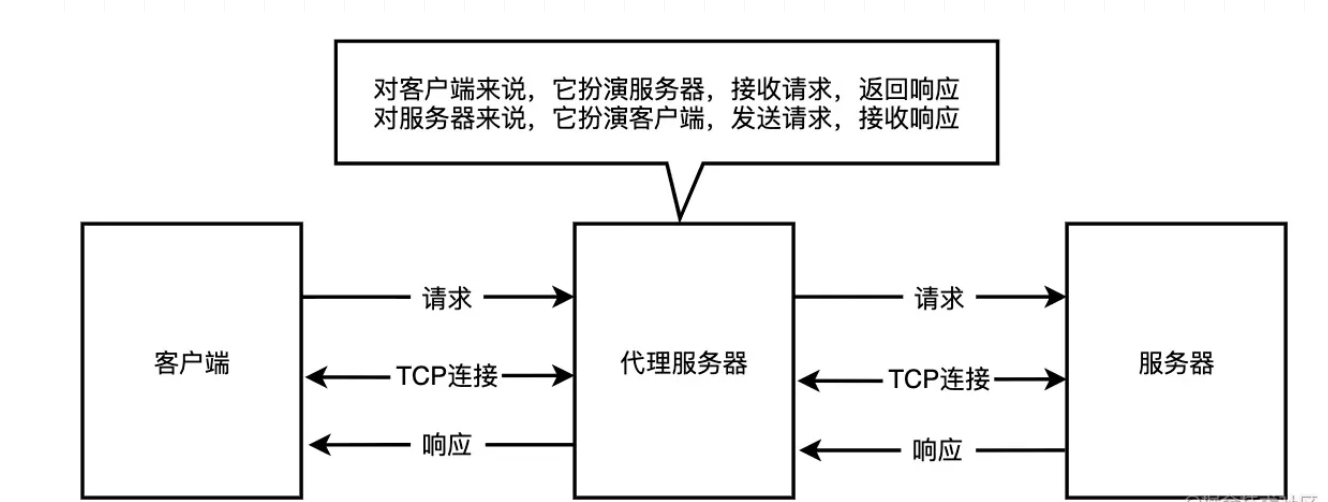 对客户端来说，它扮演服务器，接收请求，返回响应
对服务器来说，它扮演客户端，发送请求，接收响应
请求
请求
客户端
TCP连接
代理服务器
TCP连接
服务器
响应
响应